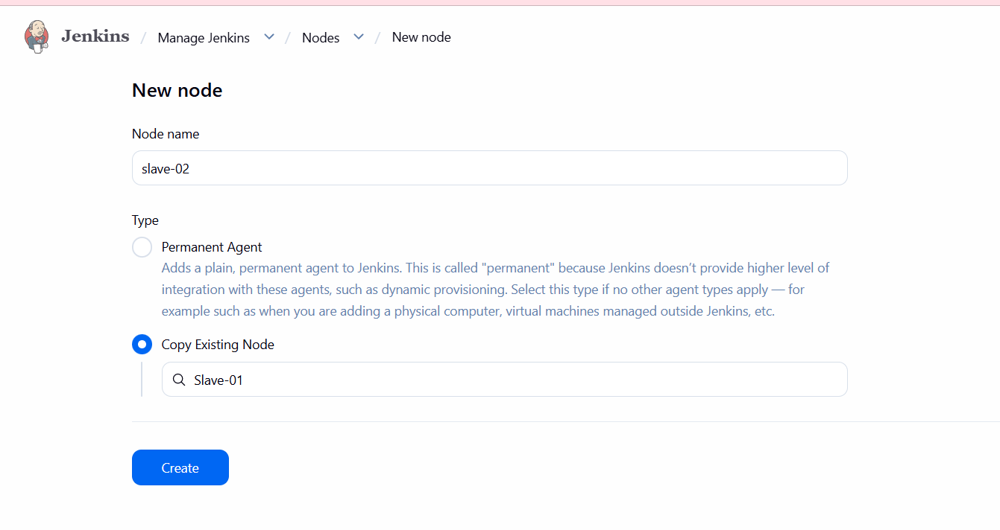 Jenkins / Manage Jenkins / Nodes / New node
New node
Node name
slave-02
Type
Permanent Agent
Adds a plain, permanent agent to Jenkins. This is called "permanent" because Jenkins doesn’t provide higher level of
integration with these agents, such as dynamic provisioning. Select this type if no other agent types apply — for
example such as when you are adding a physical computer, virtual machines managed outside Jenkins, etc.
Copy Existing Node
Slave-01
Create